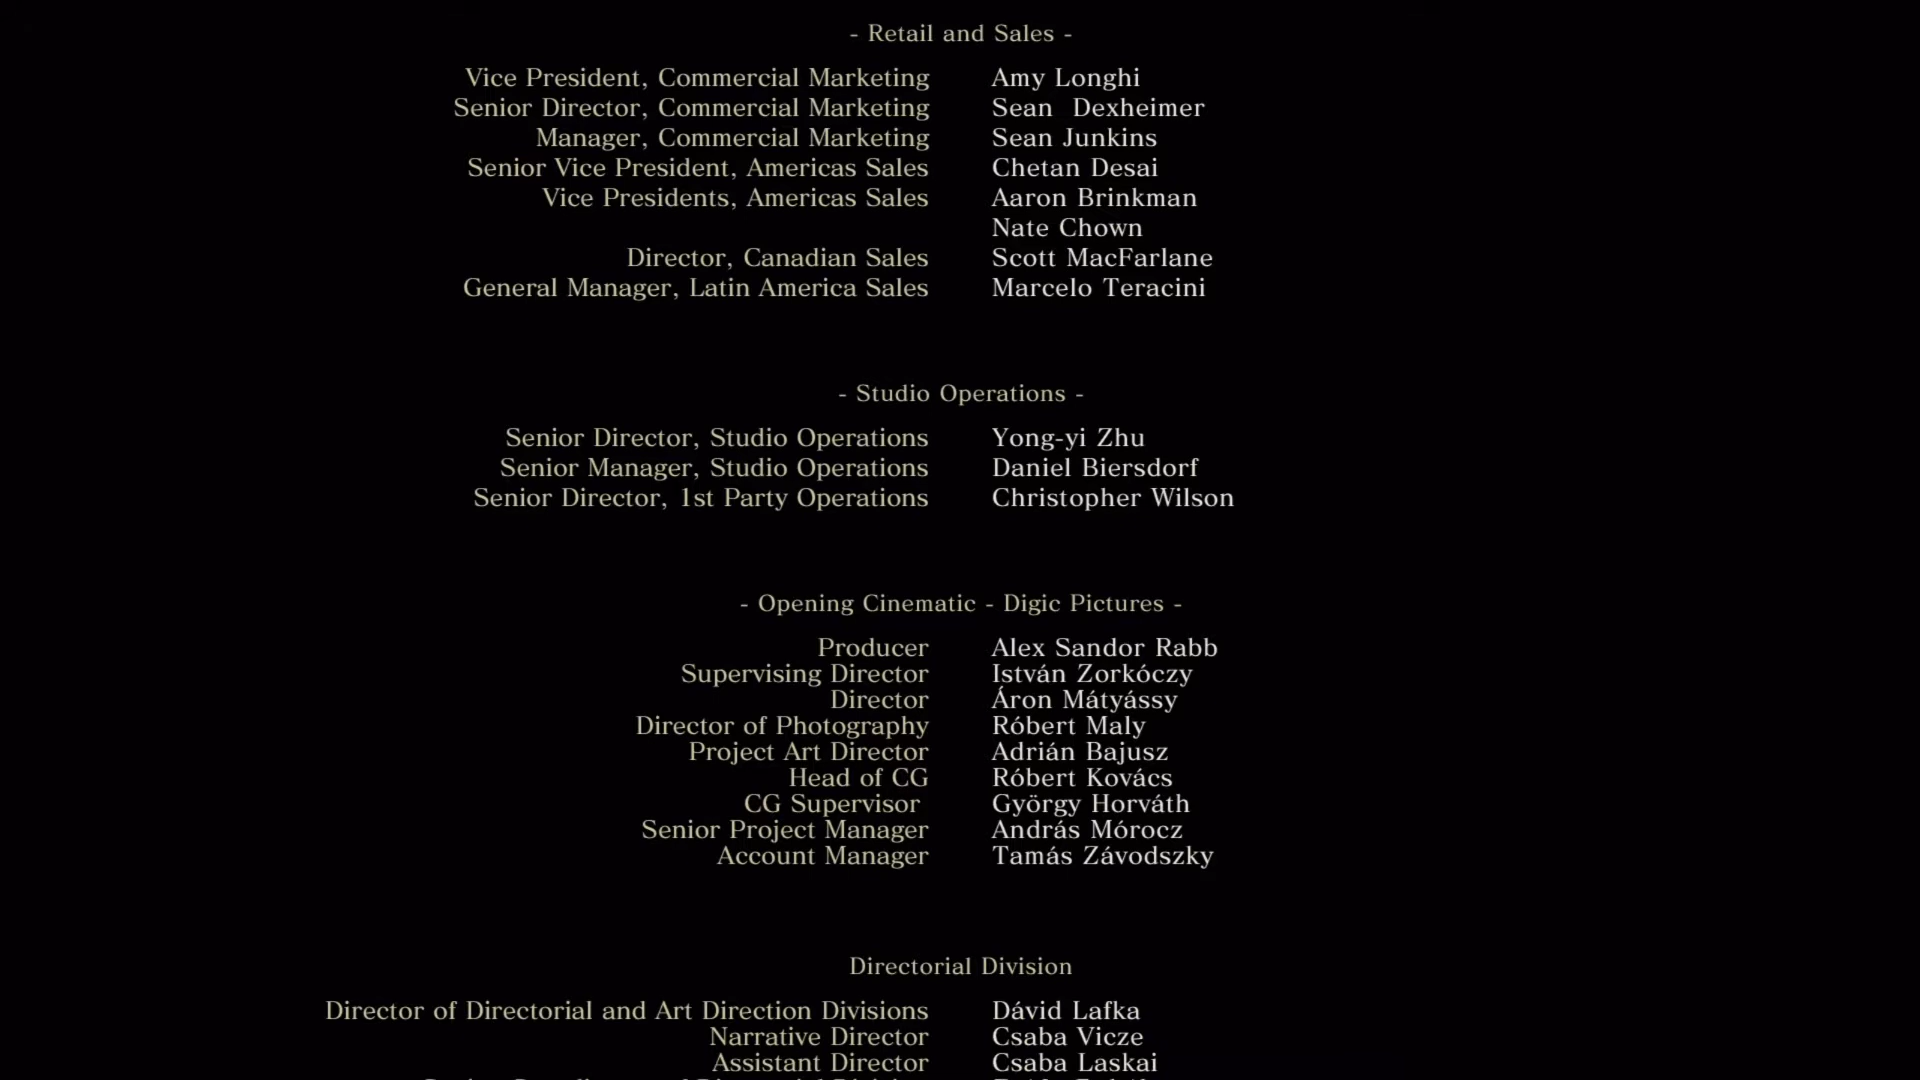 - Retail and Sales -
Vice President, Commercial Marketing Amy Longhi
Senior Director, Commercial Marketing Sean  Dexheimer
Manager, Commercial Marketing Sean Junkins
Senior Vice President, Americas Sales Chetan Desai
Vice Presidents, Americas Sales Aaron Brinkman
Nate Chown
Director, Canadian Sales Scott MacFarlane
General Manager, Latin America Sales Marcelo Teracini
- Studio Operations -
Senior Director, Studio Operations Yong-yi Zhu
Senior Manager, Studio Operations Daniel Biersdorf
Senior Director, 1st Party Operations Christopher Wilson
- Opening Cinematic - Digic Pictures -
Producer Alex Sandor Rabb
Supervising Director István Zorkóczy
Director Áron Mátyássy
Director of Photography Róbert Maly
Project Art Director Adrián Bajusz
Head of CG Róbert Kovács
CG Supervisor György Horváth
Senior Project Manager András Mórocz
Account Manager Tamás Závodszky
Directorial Division
Director of Directorial and Art Direction Divisions Dávid Lafka
Narrative Director Csaba Vicze
Assistant Director Csaba Laskai